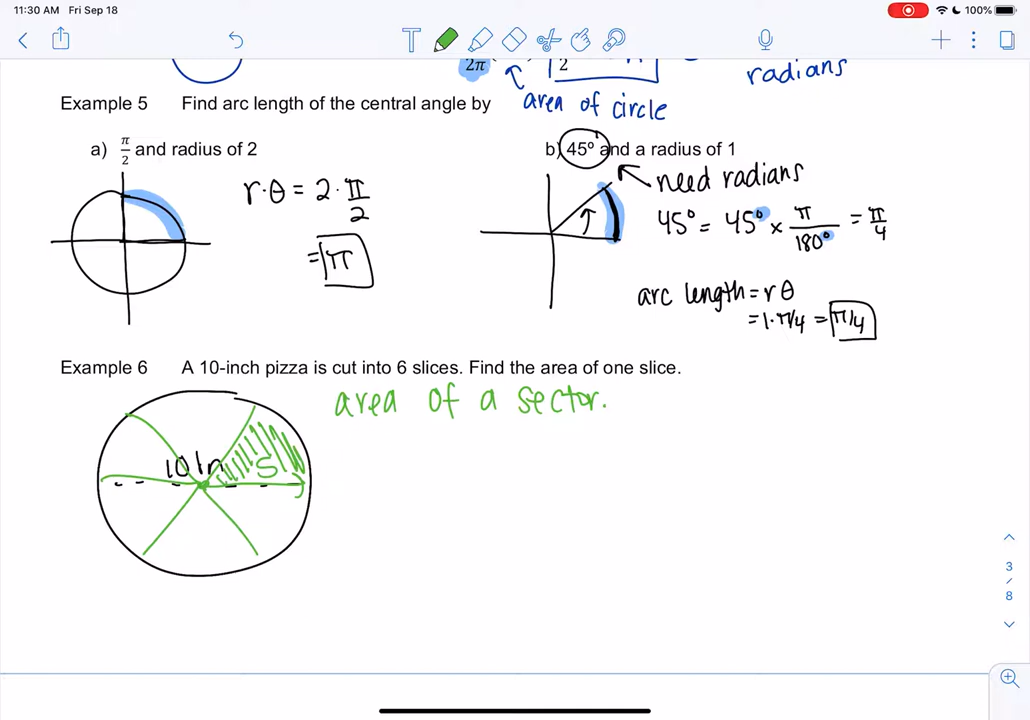 11:30 AM Fri Sep 18
100%
2π
2
radians
area of circle
Example 5 Find arc length of the central angle by
a) π/2 and radius of 2
b) 45° and a radius of 1
need radians
r·θ = 2·π/2
= π
45° = 45° × π/180° = π/4
arc length = rθ
= 1·π/4 = π/4
Example 6 A 10-inch pizza is cut into 6 slices. Find the area of one slice.
area of a sector.
10 in
5
3
/
8